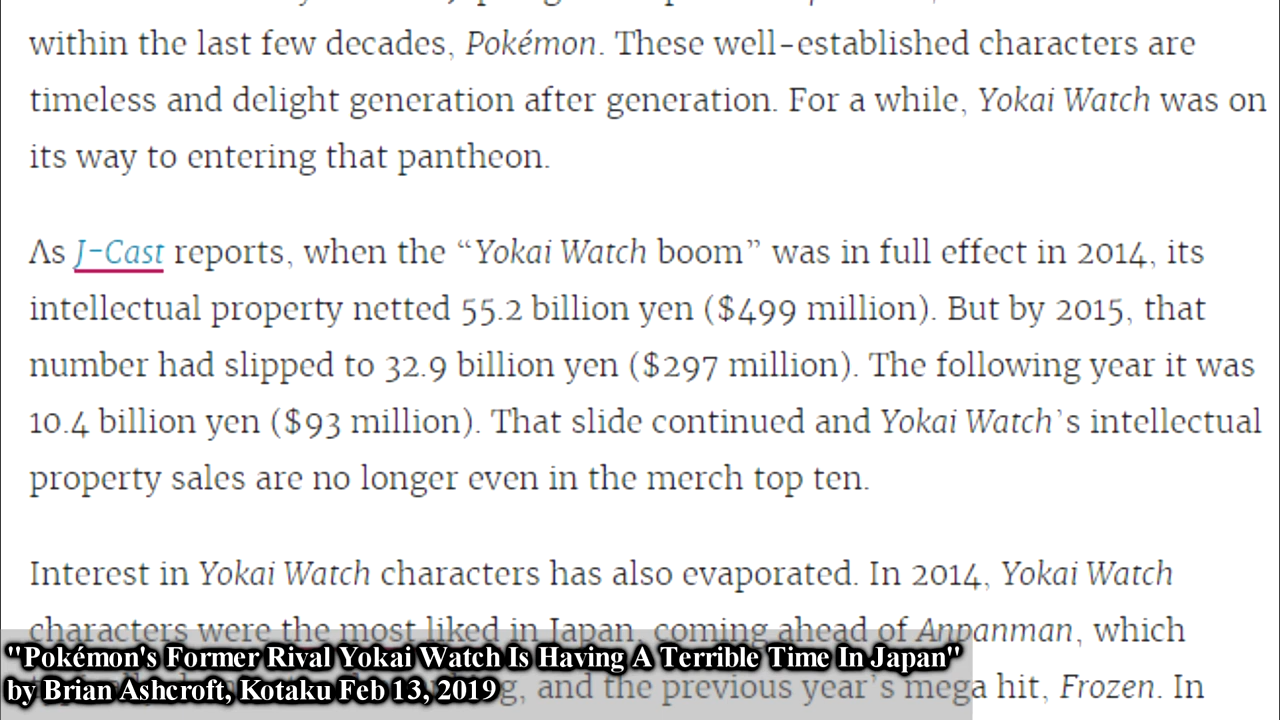 within the last few decades, Pokémon. These well-established characters are
timeless and delight generation after generation. For a while, Yokai Watch was on
its way to entering that pantheon.
As J-Cast reports, when the “Yokai Watch boom” was in full effect in 2014, its
intellectual property netted 55.2 billion yen ($499 million). But by 2015, that
number had slipped to 32.9 billion yen ($297 million). The following year it was
10.4 billion yen ($93 million). That slide continued and Yokai Watch’s intellectual
property sales are no longer even in the merch top ten.
Interest in Yokai Watch characters has also evaporated. In 2014, Yokai Watch
characters were the most liked in Japan, coming ahead of Anpanman, which
"Pokémon's Former Rival Yokai Watch Is Having A Terrible Time In Japan"
and the previous year’s mega hit, Frozen. In
by Brian Ashcroft, Kotaku Feb 13, 2019